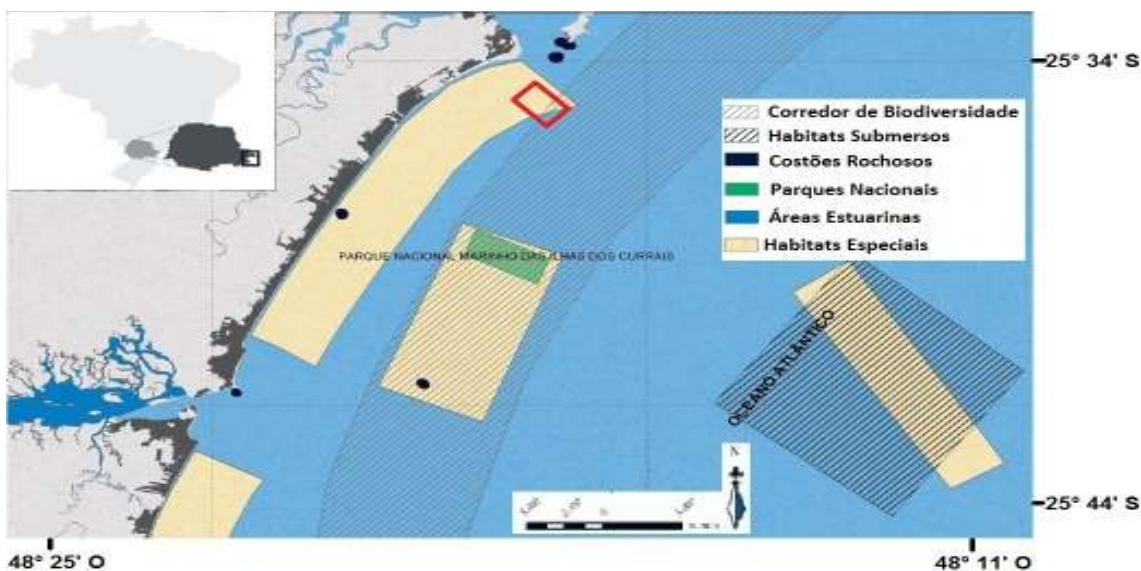 25° 34' S
Corredor de Biodiversidade
Habitats Submersos
Costões Rochosos
Parques Nacionais
Áreas Estuarinas
Habitats Especiais
PARQUE NACIONAL MARINHO DAS ILHAS DOS CURRAIS
OCEANO ATLÂNTICO
N
0
25° 44' S
48° 25' O
48° 11' O